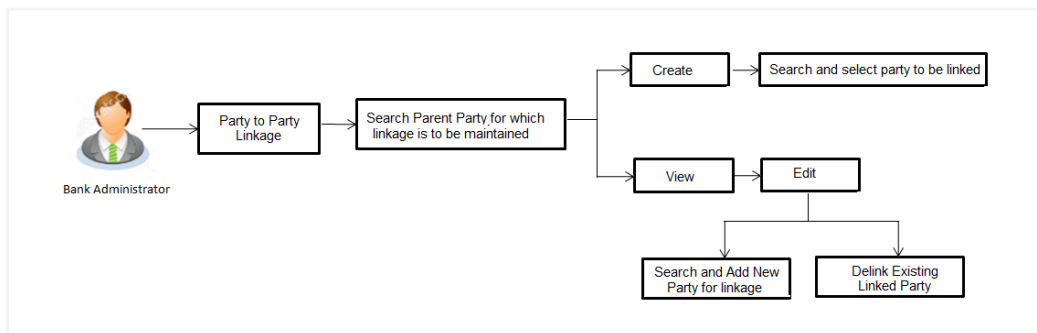 Bank Administrator
Party to Party
Linkage
Search Parent Party for which
linkage is to be maintained
Create
Search and select party to be linked
View
Edit
Search and Add New
Party for linkage
Delink Existing
Linked Party